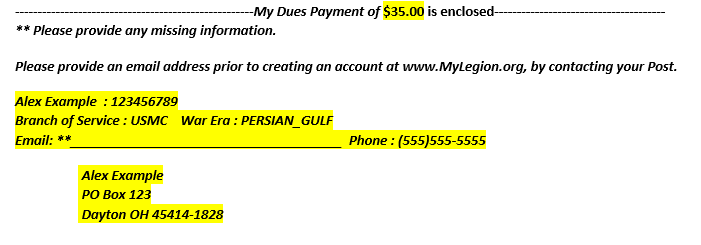 --------------------------------------------------My Dues Payment of $35.00 is enclosed------------------------------------
** Please provide any missing information.
Please provide an email address prior to creating an account at www.MyLegion.org, by contacting your Post.
Alex Example : 123456789
Branch of Service : USMC War Era : PERSIAN_GULF
Email: **________________________________________ Phone : (555)555-5555
Alex Example
PO Box 123
Dayton OH 45414-1828